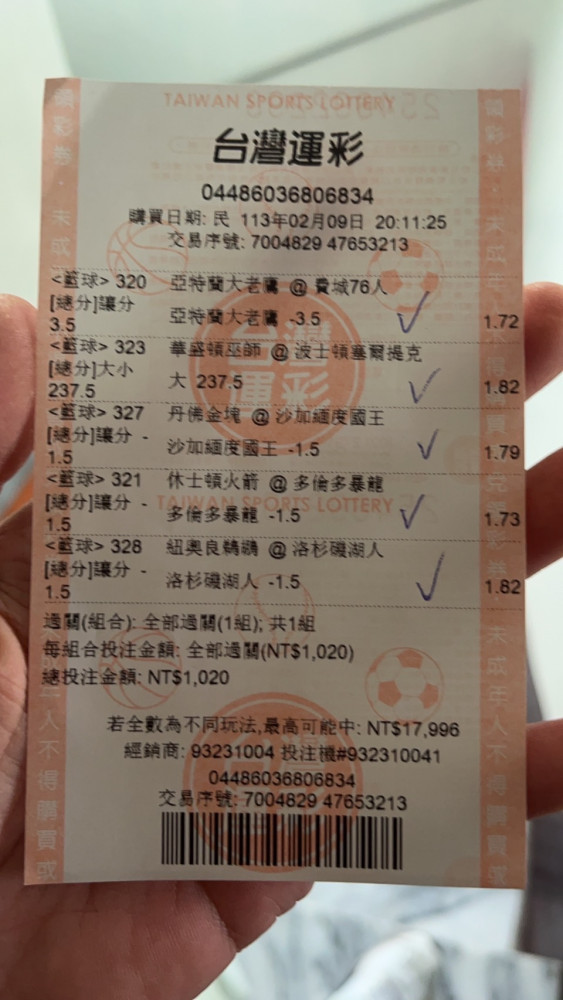 TAIWAN SPORTS LOTTERY
台灣運彩
04486036806834
購買日期: 民 113年02月09日 20:11:25
交易序號: 7004829 47653213
<籃球> 320 亞特蘭大老鷹 @ 費城76人
[總分]讓分
3.5 亞特蘭大老鷹 -3.5 1.72
<籃球> 323 華盛頓巫師 @ 波士頓塞爾提克
[總分]大小
237.5 大 237.5 1.82
<籃球> 327 丹佛金塊 @ 沙加緬度國王
[總分]讓分 -
1.5 沙加緬度國王 -1.5 1.79
<籃球> 321 休士頓火箭 @ 多倫多暴龍
[總分]讓分 -
1.5 多倫多暴龍 -1.5 1.73
TAIWAN SPORTS LOTTERY
<籃球> 328 紐奧良鵜鶘 @ 洛杉磯湖人
[總分]讓分 -
1.5 洛杉磯湖人 -1.5 1.82
過關(組合): 全部過關(1組); 共1組
每組合投注金額: 全部過關(NT$1,020)
總投注金額: NT$1,020
若全數為不同玩法,最高可能中: NT$17,996
經銷商: 93231004 投注機#932310041
04486036806834
交易序號: 7004829 47653213
台灣運彩